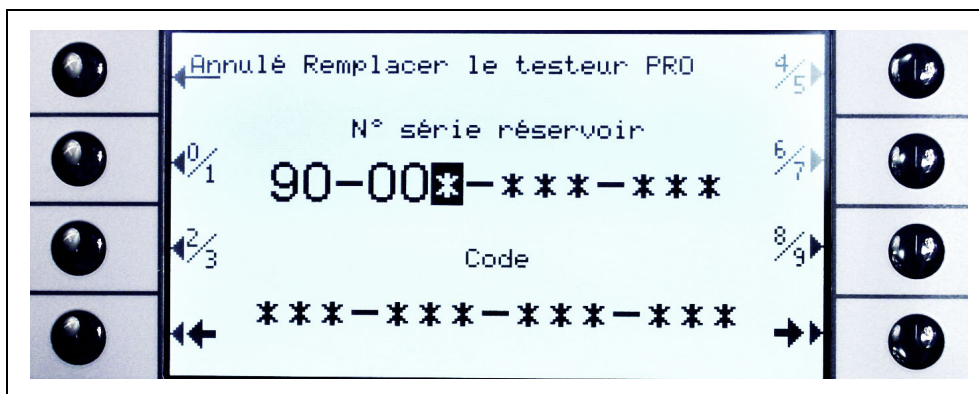 Annulé Remplacer le testeur PRO
4/5
N° série réservoir
0/1
6/7
90-00*-***-***
2/3
8/9
Code
***-***-***-***